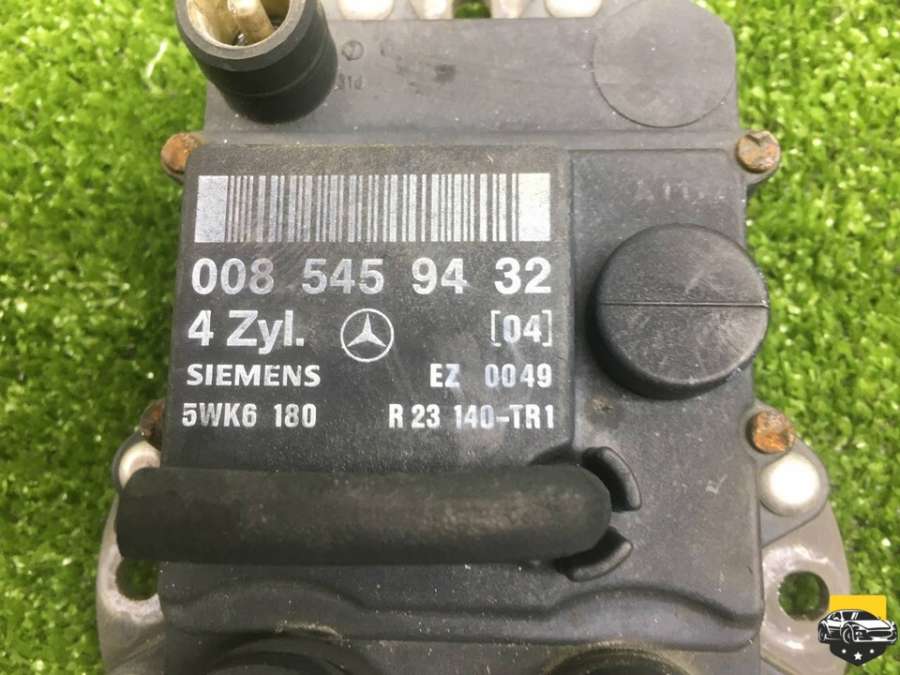 008 545 94 32
4 Zyl. [04]
SIEMENS EZ 0049
5WK6 180 R 23 140-TR1